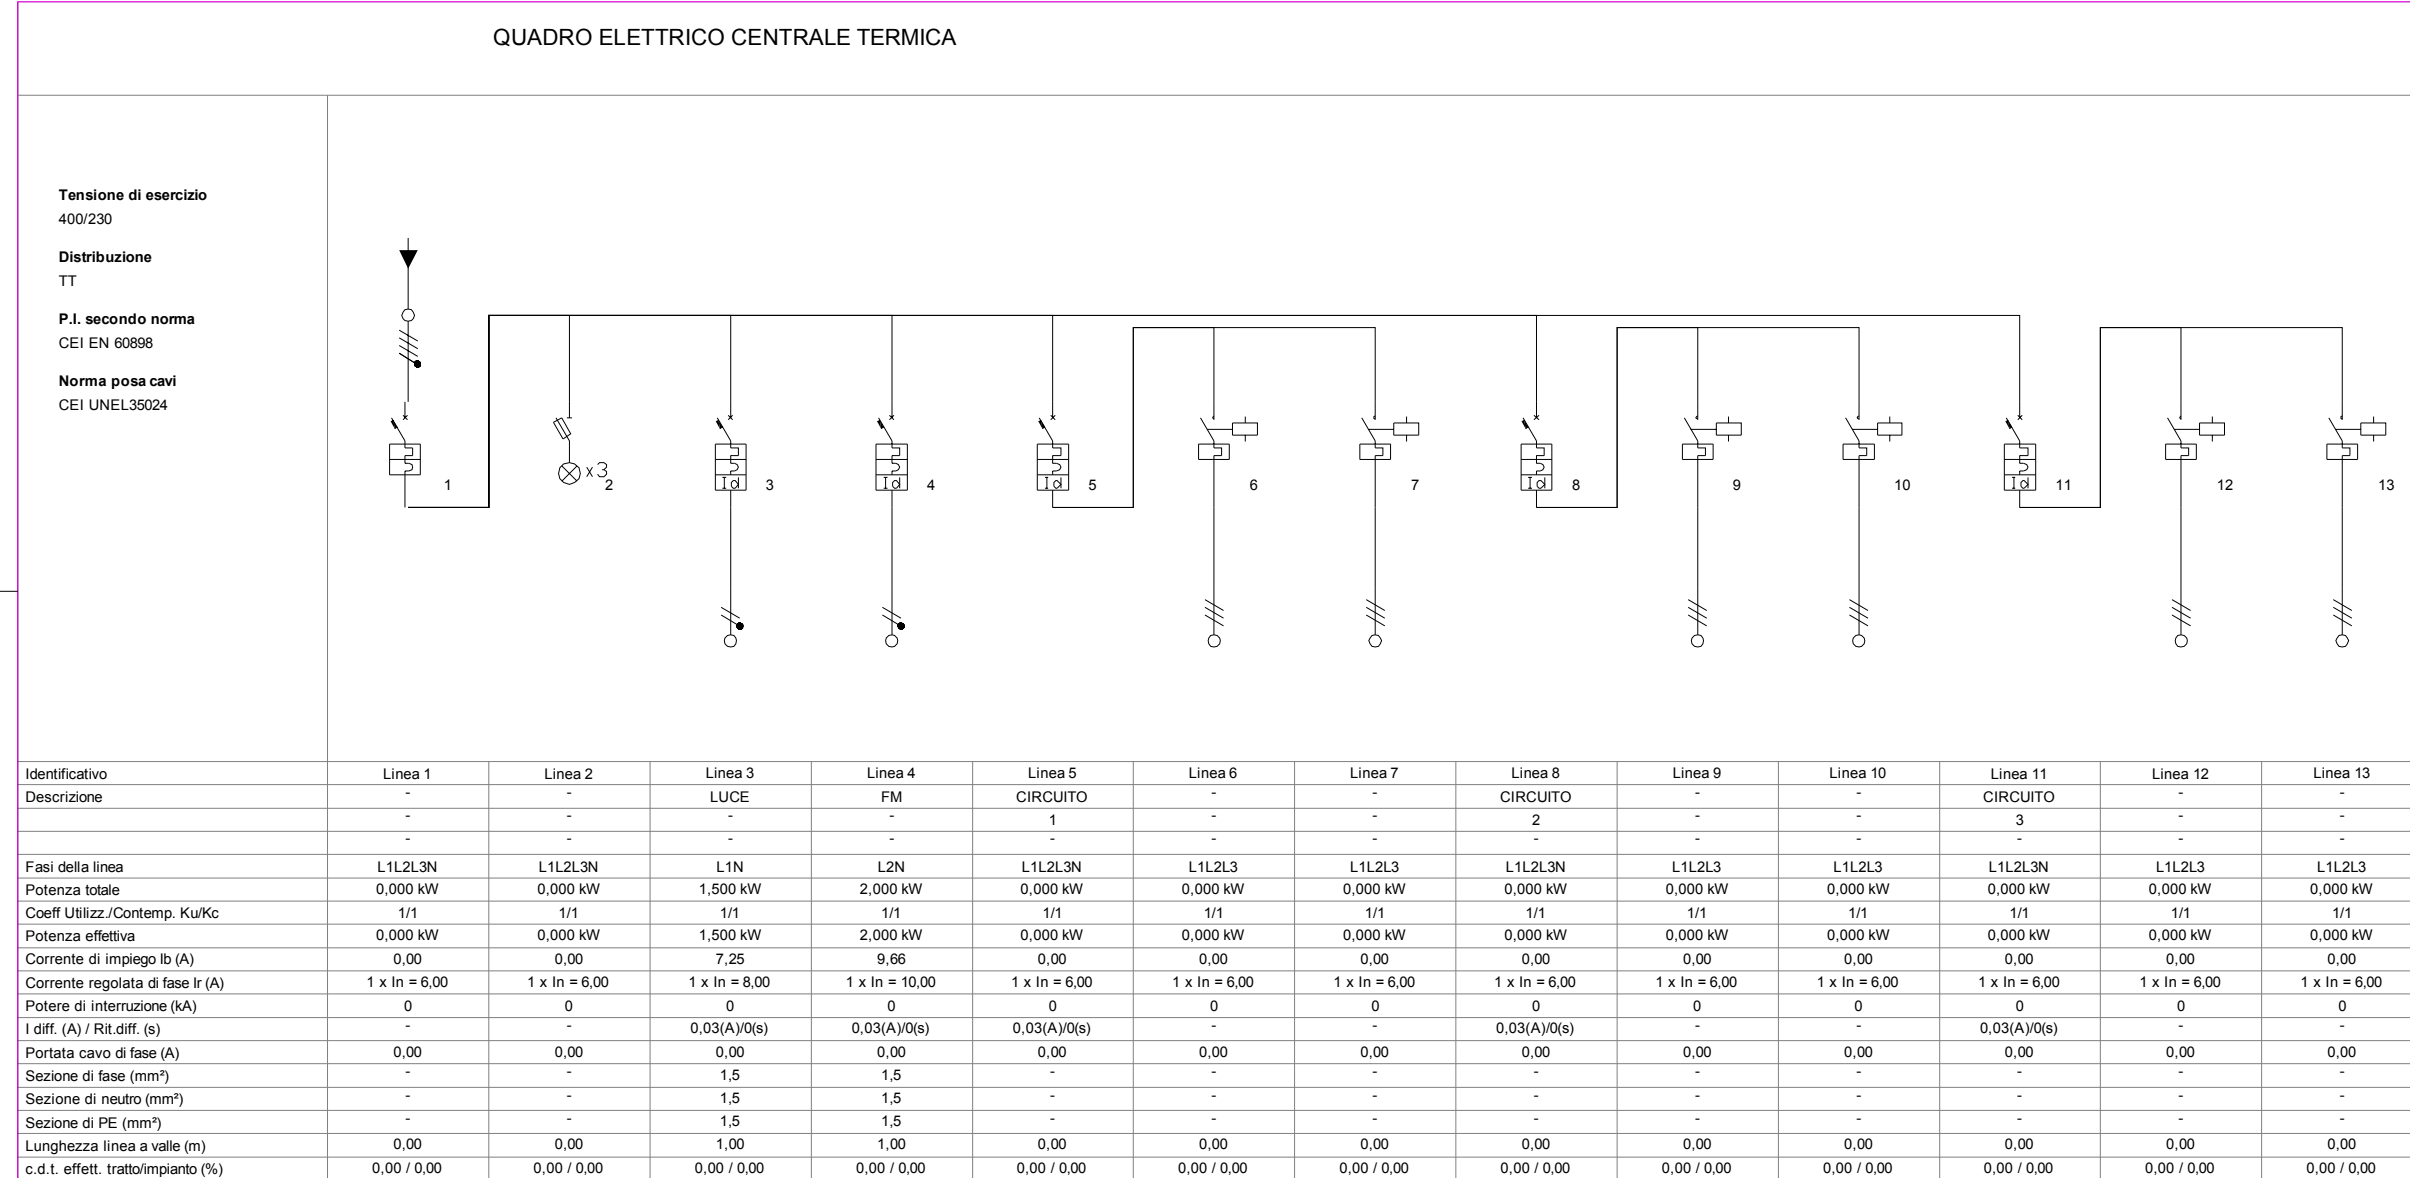 QUADRO ELETTRICO CENTRALE TERMICA
Tensione di esercizio
400/230
Distribuzione
TT
P.I. secondo norma
CEI EN 60898
Norma posa cavi
CEI UNEL35024
x3
Id Id Id Id Id
1 2 3 4 5 6 7 8 9 10 11 12 13
Identificativo Linea 1 Linea 2 Linea 3 Linea 4 Linea 5 Linea 6 Linea 7 Linea 8 Linea 9 Linea 10 Linea 11 Linea 12 Linea 13
Descrizione - - LUCE FM CIRCUITO - - CIRCUITO - - CIRCUITO - -
- - - - 1 - - 2 - - 3 - -
- - - - - - - - - - - - -
Fasi della linea L1L2L3N L1L2L3N L1N L2N L1L2L3N L1L2L3 L1L2L3 L1L2L3N L1L2L3 L1L2L3 L1L2L3N L1L2L3 L1L2L3
Potenza totale 0,000 kW 0,000 kW 1,500 kW 2,000 kW 0,000 kW 0,000 kW 0,000 kW 0,000 kW 0,000 kW 0,000 kW 0,000 kW 0,000 kW 0,000 kW
Coeff Utilizz./Contemp. Ku/Kc 1/1 1/1 1/1 1/1 1/1 1/1 1/1 1/1 1/1 1/1 1/1 1/1 1/1
Potenza effettiva 0,000 kW 0,000 kW 1,500 kW 2,000 kW 0,000 kW 0,000 kW 0,000 kW 0,000 kW 0,000 kW 0,000 kW 0,000 kW 0,000 kW 0,000 kW
Corrente di impiego Ib (A) 0,00 0,00 7,25 9,66 0,00 0,00 0,00 0,00 0,00 0,00 0,00 0,00 0,00
Corrente regolata di fase Ir (A) 1 x In = 6,00 1 x In = 6,00 1 x In = 8,00 1 x In = 10,00 1 x In = 6,00 1 x In = 6,00 1 x In = 6,00 1 x In = 6,00 1 x In = 6,00 1 x In = 6,00 1 x In = 6,00 1 x In = 6,00 1 x In = 6,00
Potere di interruzione (kA) 0 0 0 0 0 0 0 0 0 0 0 0 0
I diff. (A) / Rit.diff. (s) - - 0,03(A)/0(s) 0,03(A)/0(s) 0,03(A)/0(s) - - 0,03(A)/0(s) - - 0,03(A)/0(s) - -
Portata cavo di fase (A) 0,00 0,00 0,00 0,00 0,00 0,00 0,00 0,00 0,00 0,00 0,00 0,00 0,00
Sezione di fase (mm²) - - 1,5 1,5 - - - - - - - - -
Sezione di neutro (mm²) - - 1,5 1,5 - - - - - - - - -
Sezione di PE (mm²) - - 1,5 1,5 - - - - - - - - -
Lunghezza linea a valle (m) 0,00 0,00 1,00 1,00 0,00 0,00 0,00 0,00 0,00 0,00 0,00 0,00 0,00
c.d.t. effett. tratto/impianto (%) 0,00 / 0,00 0,00 / 0,00 0,00 / 0,00 0,00 / 0,00 0,00 / 0,00 0,00 / 0,00 0,00 / 0,00 0,00 / 0,00 0,00 / 0,00 0,00 / 0,00 0,00 / 0,00 0,00 / 0,00 0,00 / 0,00